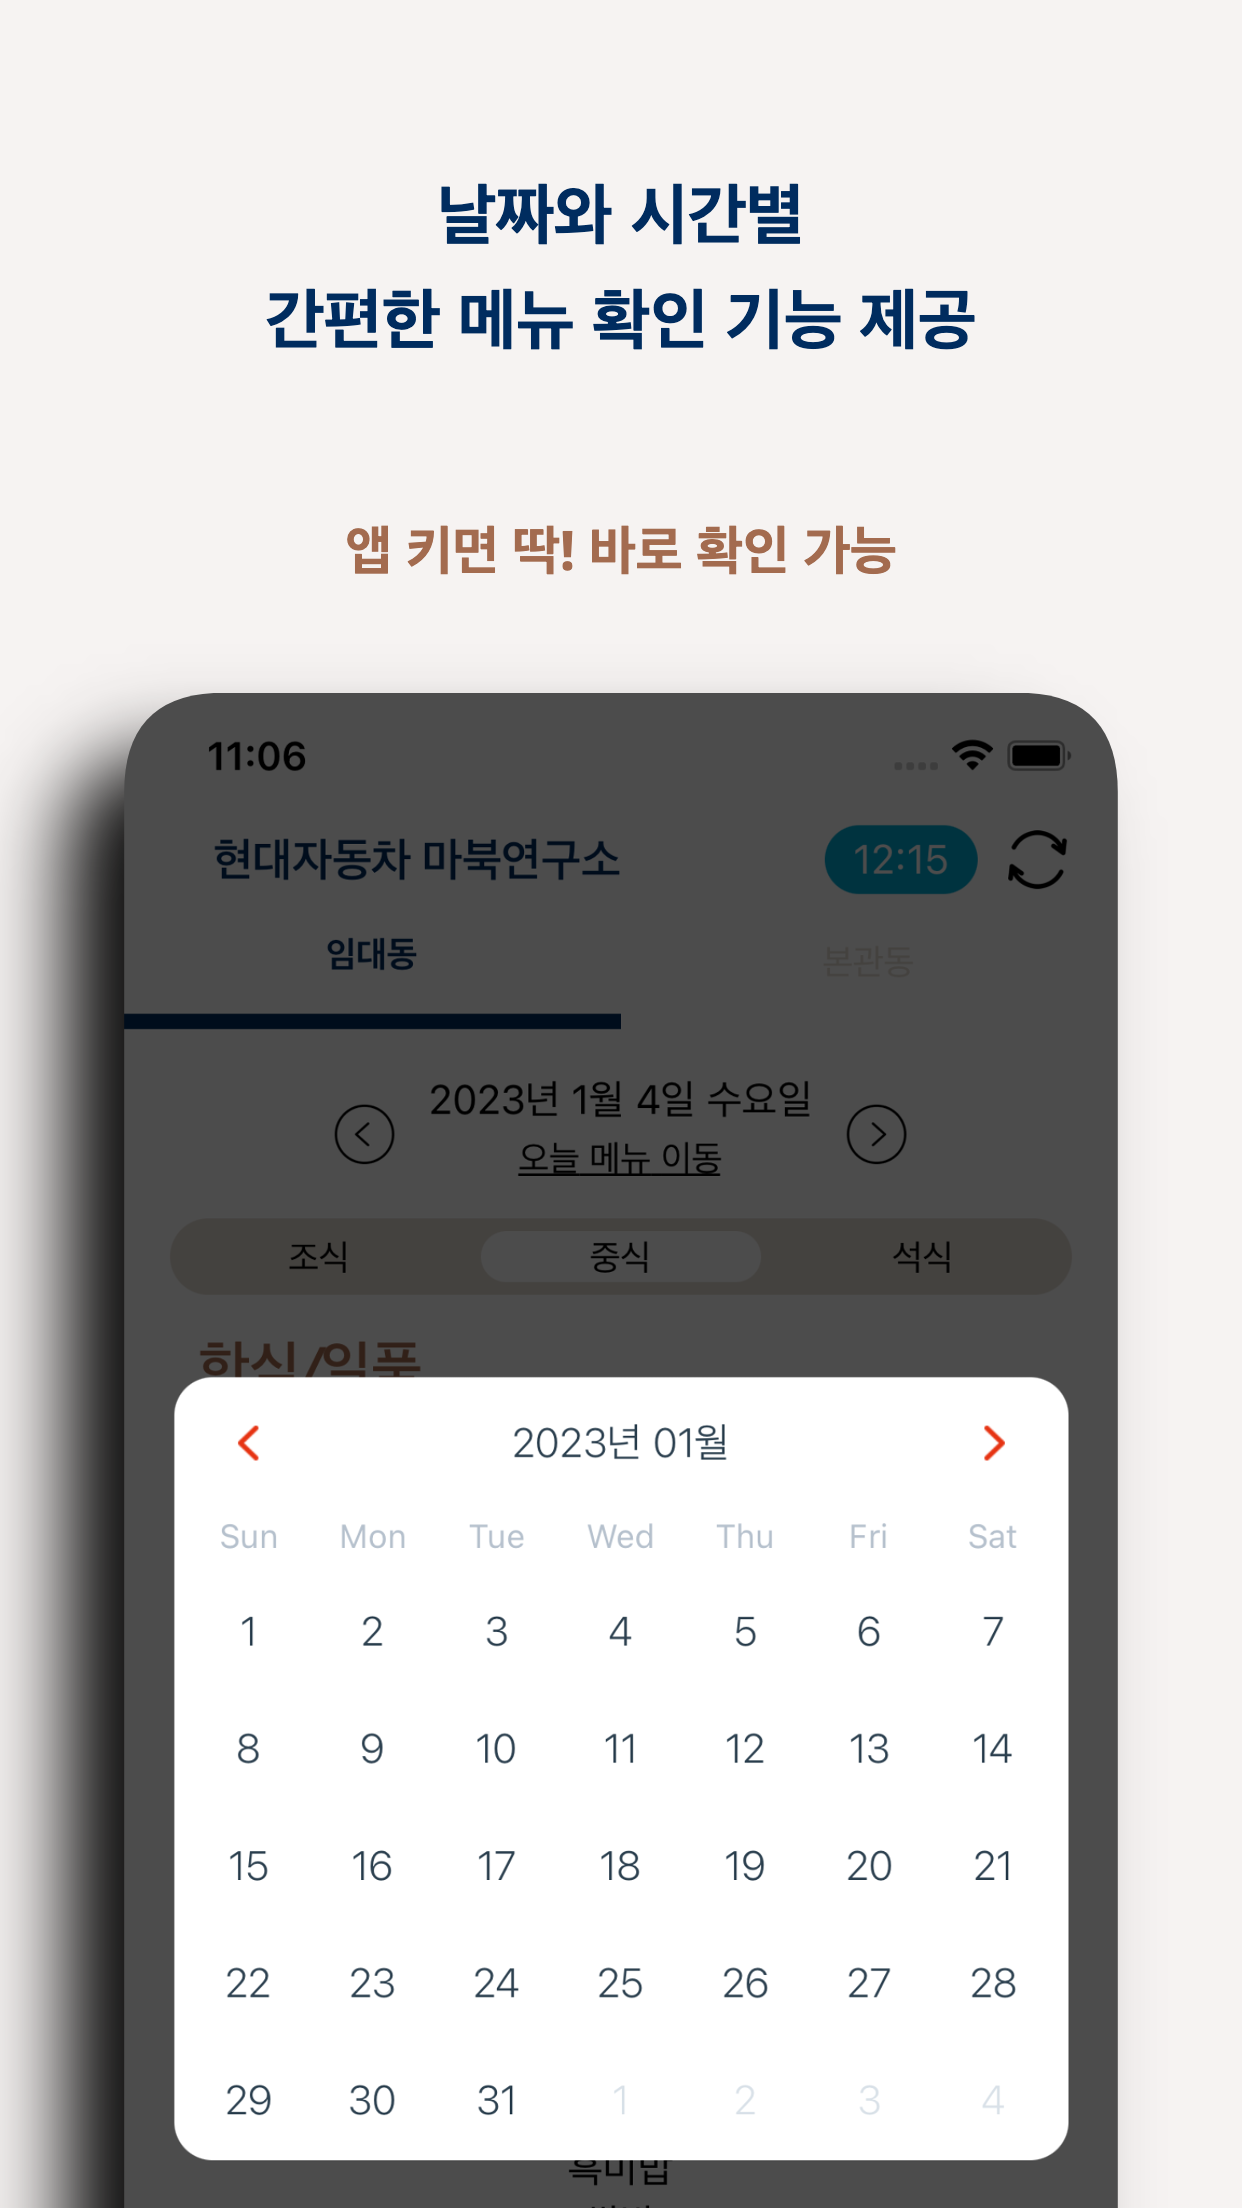 날짜와 시간별
간편한 메뉴 확인 기능 제공
앱 키면 딱! 바로 확인 가능
11:06
현대자동차 마북연구소
12:15
임대동
본관동
2023년 1월 4일 수요일
오늘 메뉴 이동
조식
중식
석식
한식/일품
2023년 01월
Sun Mon Tue Wed Thu Fri Sat
1 2 3 4 5 6 7
8 9 10 11 12 13 14
15 16 17 18 19 20 21
22 23 24 25 26 27 28
29 30 31 1 2 3 4
흑미밥